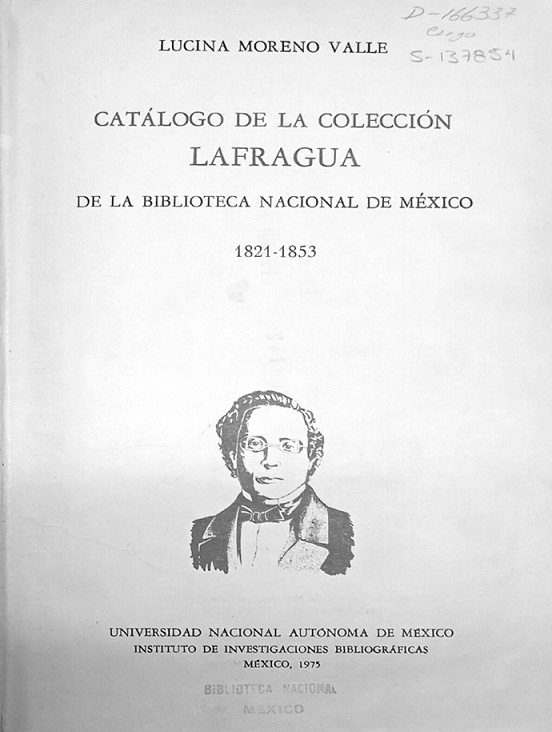 D-166337
S-137854
LUCINA MORENO VALLE
CATÁLOGO DE LA COLECCIÓN
LAFRAGUA
DE LA BIBLIOTECA NACIONAL DE MÉXICO
1821-1853
UNIVERSIDAD NACIONAL AUTÓNOMA DE MÉXICO
INSTITUTO DE INVESTIGACIONES BIBLIOGRÁFICAS
MÉXICO, 1975
BIBLIOTECA NACIONAL
MEXICO